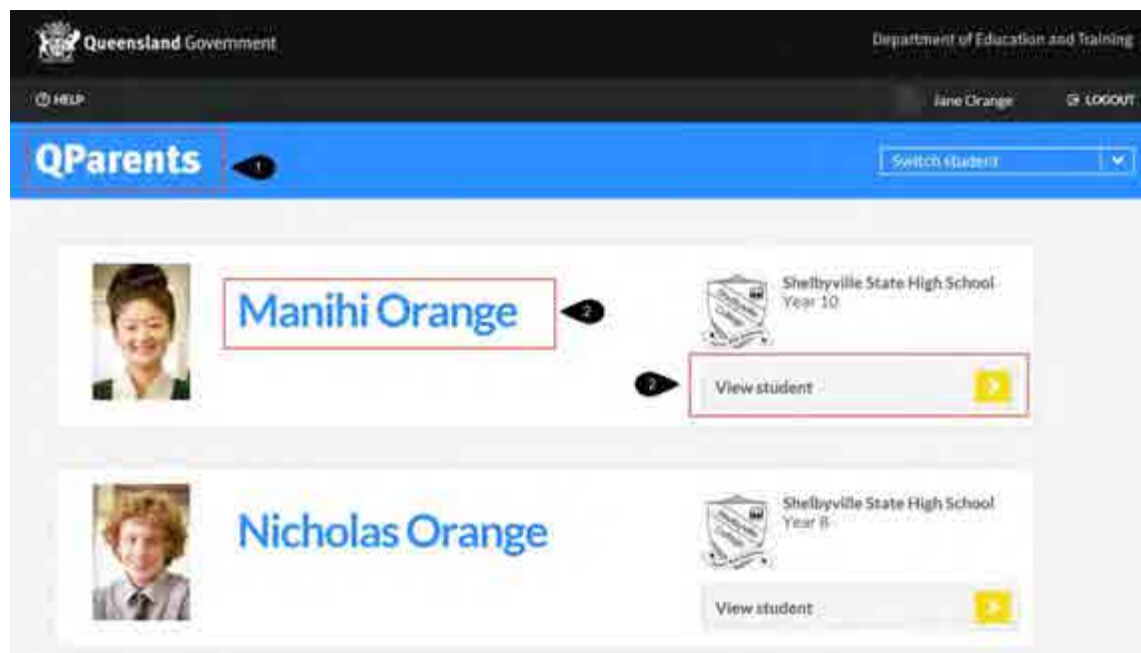 Queensland Government
Department of Education and Training
HELP
Jane Orange
LOGOUT
QParents
1
Switch student
Manihi Orange
2
Shelbyville State High School
Year 10
2
View student
Nicholas Orange
Shelbyville State High School
Year 8
View student